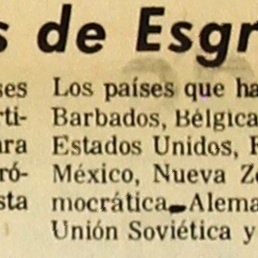 s de Esgr
ses
rti-
ara
ró-
sta
Los países que ha
Barbados, Bélgica
Estados Unidos, F
México, Nueva Z
mocrática Alema
Unión Soviética y